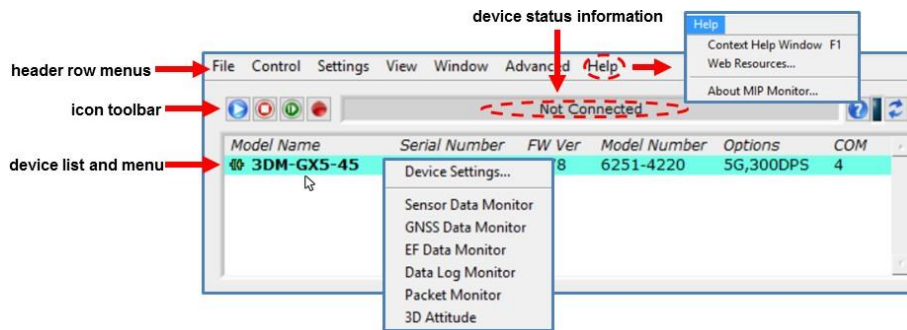 device status information
Help
Context Help Window F1
Web Resources...
About MIP Monitor...
header row menus
File Control Settings View Window Advanced Help
icon toolbar
Not Connected
?
Model Name Serial Number FW Ver Model Number Options COM
device list and menu
3DM-GX5-45 78 6251-4220 5G,300DPS 4
Device Settings...
Sensor Data Monitor
GNSS Data Monitor
EF Data Monitor
Data Log Monitor
Packet Monitor
3D Attitude